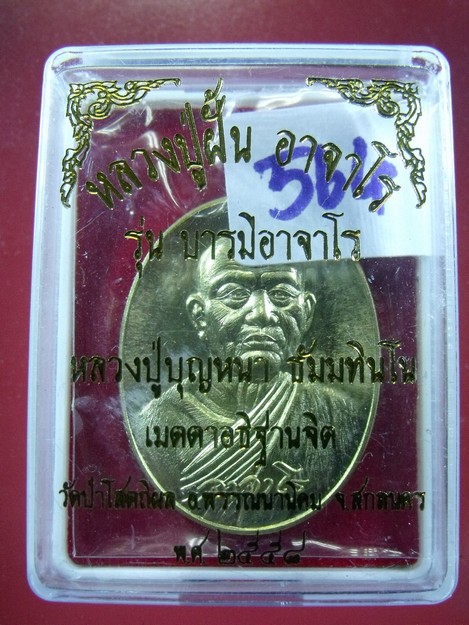 หลวงปู่ฝั้น อาจาโร
564
รุ่น บารมีอาจาโร
หลวงปู่บุญหนา ธัมมทินโน
เมตตาอธิฐานจิต
วัดป่าโสตถิผล อ.พรรณนานิคม จ.สกลนคร
พ.ศ. ๒๕๕๘